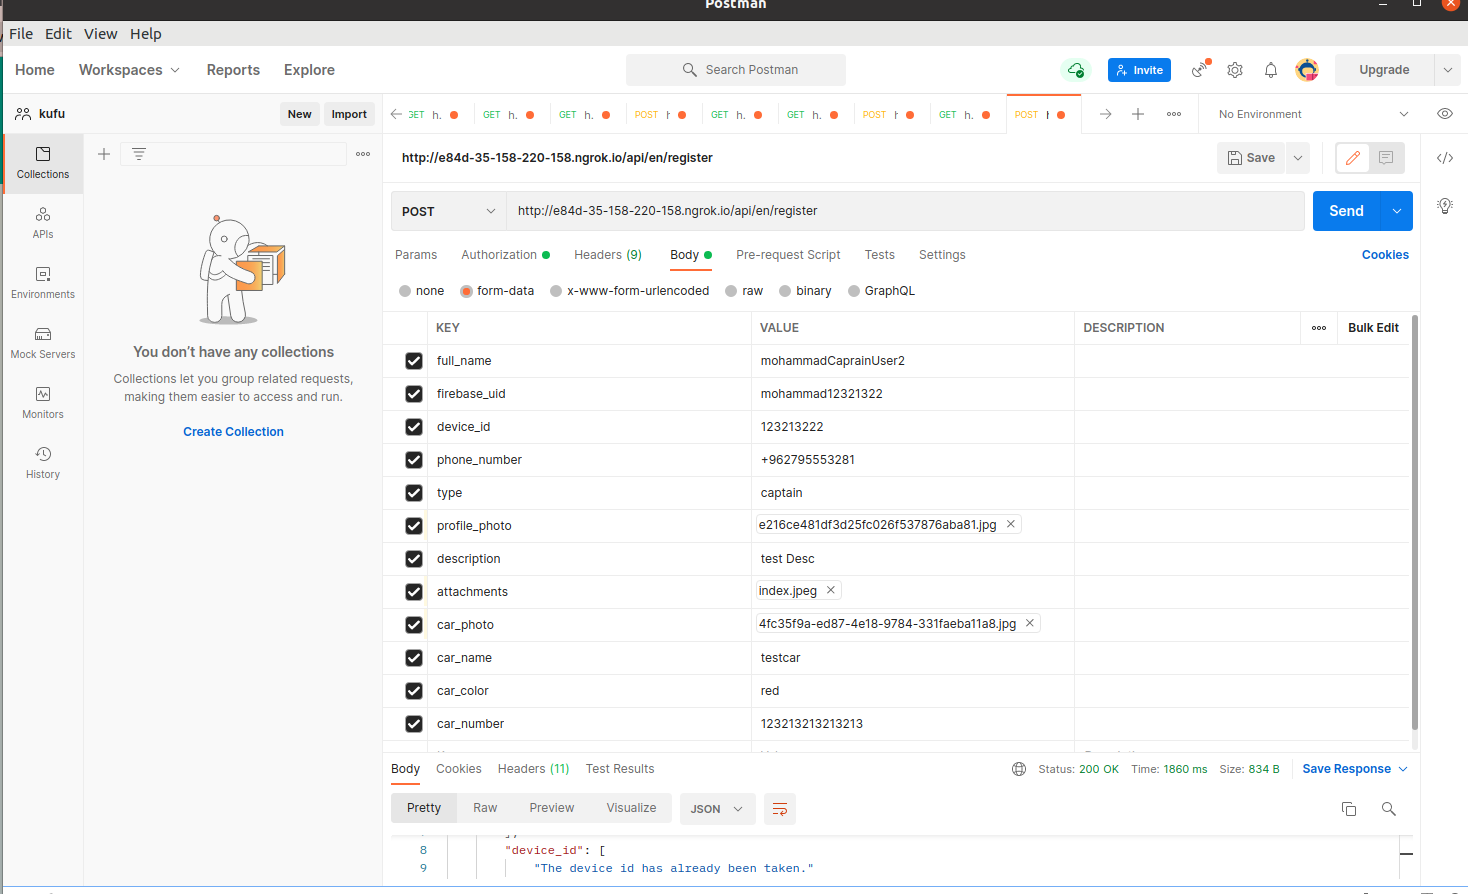 Postman
File Edit View Help
Home Workspaces Reports Explore Search Postman Invite Upgrade
kufu New Import GET h. GET h. GET h. POST h GET h. GET h. POST h GET h. POST h No Environment
Collections
APIs
Environments
Mock Servers
Monitors
History
You don't have any collections
Collections let you group related requests,
making them easier to access and run.
Create Collection
http://e84d-35-158-220-158.ngrok.io/api/en/register Save
POST http://e84d-35-158-220-158.ngrok.io/api/en/register Send
Params Authorization Headers (9) Body Pre-request Script Tests Settings Cookies
none form-data x-www-form-urlencoded raw binary GraphQL
KEY VALUE DESCRIPTION Bulk Edit
full_name mohammadCaprainUser2
firebase_uid mohammad12321322
device_id 123213222
phone_number +962795553281
type captain
profile_photo e216ce481df3d25fc026f537876aba81.jpg
description test Desc
attachments index.jpeg
car_photo 4fc35f9a-ed87-4e18-9784-331faeba11a8.jpg
car_name testcar
car_color red
car_number 123213213213213
Body Cookies Headers (11) Test Results Status: 200 OK Time: 1860 ms Size: 834 B Save Response
Pretty Raw Preview Visualize JSON
8 "device_id": [
9 "The device id has already been taken."